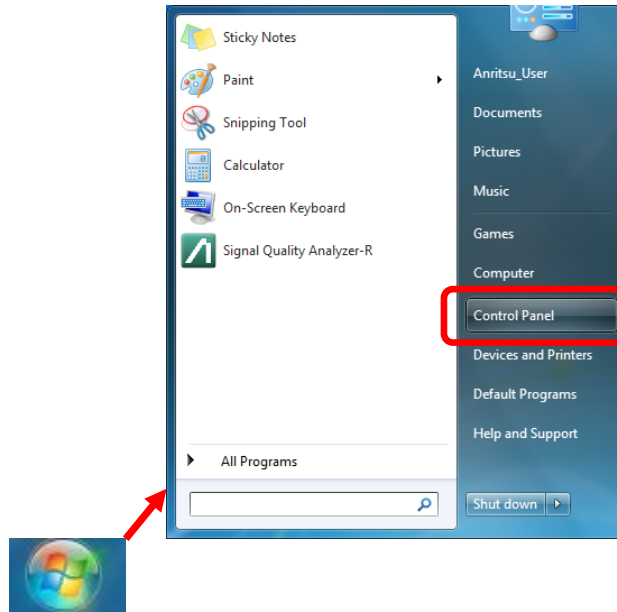 Sticky Notes
Paint
Snipping Tool
Calculator
On-Screen Keyboard
Signal Quality Analyzer-R
All Programs
Anritsu_User
Documents
Pictures
Music
Games
Computer
Control Panel
Devices and Printers
Default Programs
Help and Support
Shut down